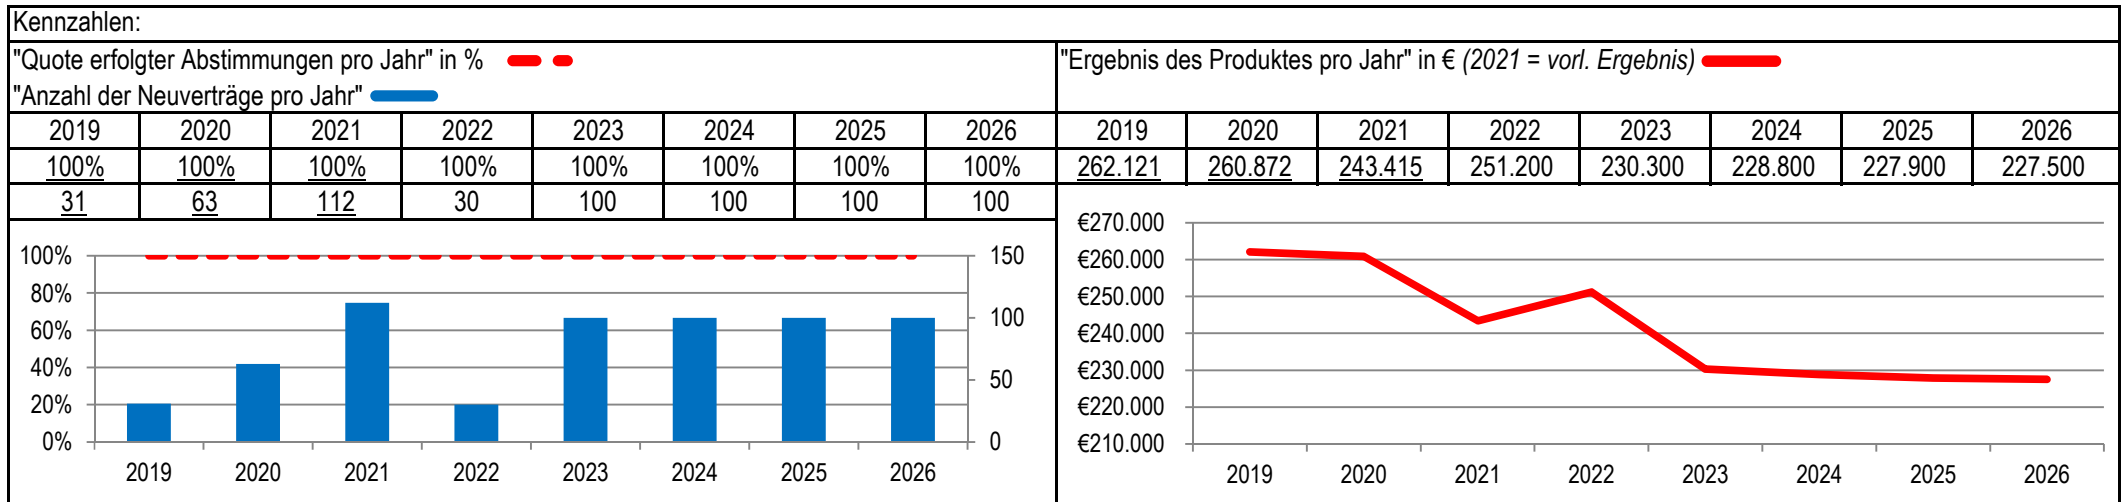 Kennzahlen:
"Quote erfolgter Abstimmungen pro Jahr" in %
"Anzahl der Neuverträge pro Jahr"
"Ergebnis des Produktes pro Jahr" in € (2021 = vorl. Ergebnis)
2019 2020 2021 2022 2023 2024 2025 2026
100% 100% 100% 100% 100% 100% 100% 100%
31 63 112 30 100 100 100 100
2019 2020 2021 2022 2023 2024 2025 2026
262.121 260.872 243.415 251.200 230.300 228.800 227.900 227.500
100% 150
80%
100
60%
40%
50
20%
0% 0
2019 2020 2021 2022 2023 2024 2025 2026
€270.000
€260.000
€250.000
€240.000
€230.000
€220.000
€210.000
2019 2020 2021 2022 2023 2024 2025 2026